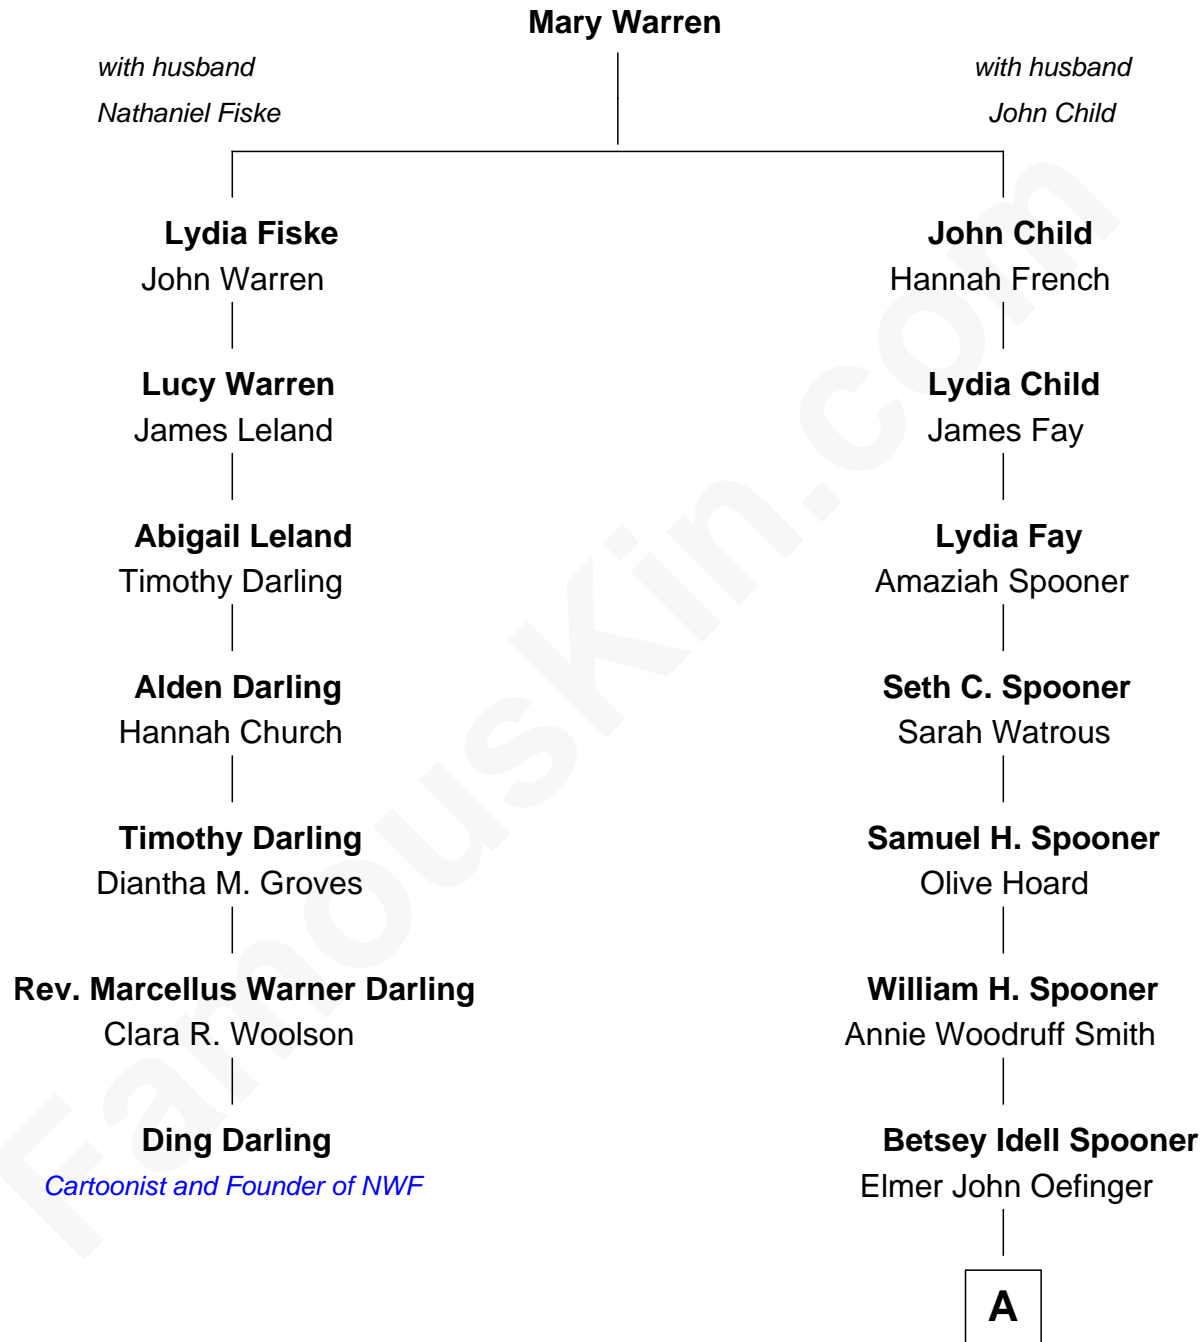 Mary Warren
with husband
Nathaniel Fiske
with husband
John Child
Lydia Fiske
John Warren
John Child
Hannah French
Lucy Warren
James Leland
Lydia Child
James Fay
Abigail Leland
Timothy Darling
Lydia Fay
Amaziah Spooner
Alden Darling
Hannah Church
Seth C. Spooner
Sarah Watrous
Timothy Darling
Diantha M. Groves
Samuel H. Spooner
Olive Hoard
Rev. Marcellus Warner Darling
Clara R. Woolson
William H. Spooner
Annie Woodruff Smith
Ding Darling
Cartoonist and Founder of NWF
Betsey Idell Spooner
Elmer John Oefinger
A
FamousKin.com